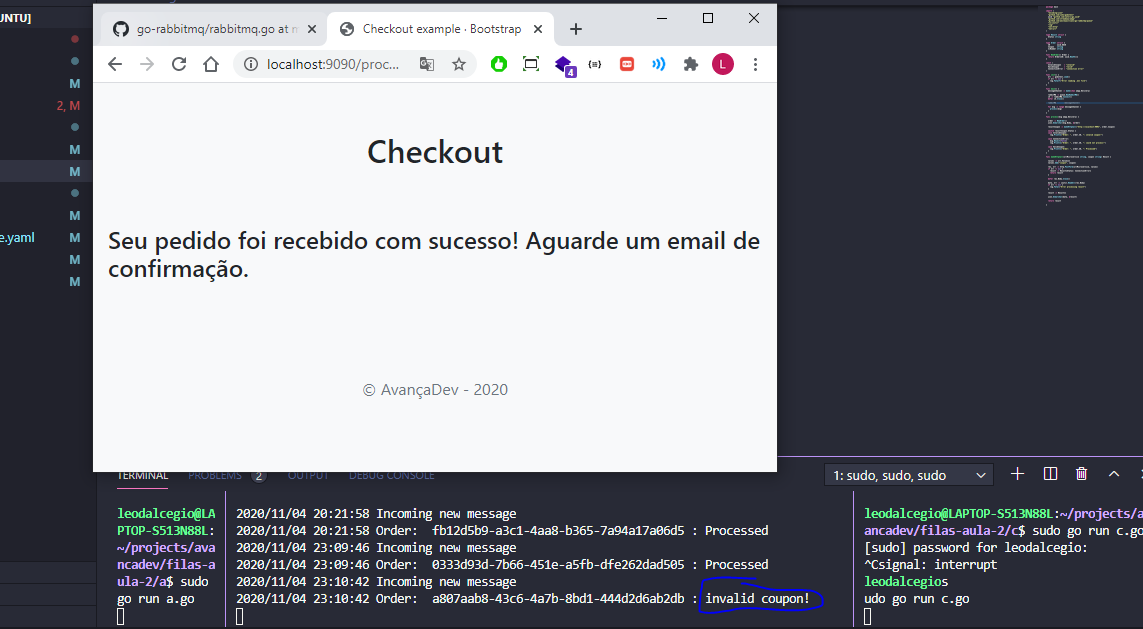 UNTU]
go-rabbitmq/rabbitmq.go at m
Checkout example · Bootstrap
localhost:9090/proc...
4
L
M
2, M
M
M
M
e.yaml
M
M
M
Checkout
Seu pedido foi recebido com sucesso! Aguarde um email de
confirmação.
© AvançaDev - 2020
TERMINAL
PROBLEMS
2
OUTPUT
DEBUG CONSOLE
1: sudo, sudo, sudo
leodalcegio@LA
PTOP-S513N88L:
~/projects/ava
ncadev/filas-a
ula-2/a$ sudo
go run a.go
2020/11/04 20:21:58 Incoming new message
2020/11/04 20:21:58 Order:  fb12d5b9-a3c1-4aa8-b365-7a94a17a06d5 : Processed
2020/11/04 23:09:46 Incoming new message
2020/11/04 23:09:46 Order:  0333d93d-7b66-451e-a5fb-dfe262dad505 : Processed
2020/11/04 23:10:42 Incoming new message
2020/11/04 23:10:42 Order:  a807aab8-43c6-4a7b-8bd1-444d2d6ab2db : invalid coupon!
leodalcegio@LAPTOP-S513N88L:~/projects/a
ancadev/filas-aula-2/c$ sudo go run c.go
[sudo] password for leodalcegio:
^Csignal: interrupt
leodalcegios
udo go run c.go